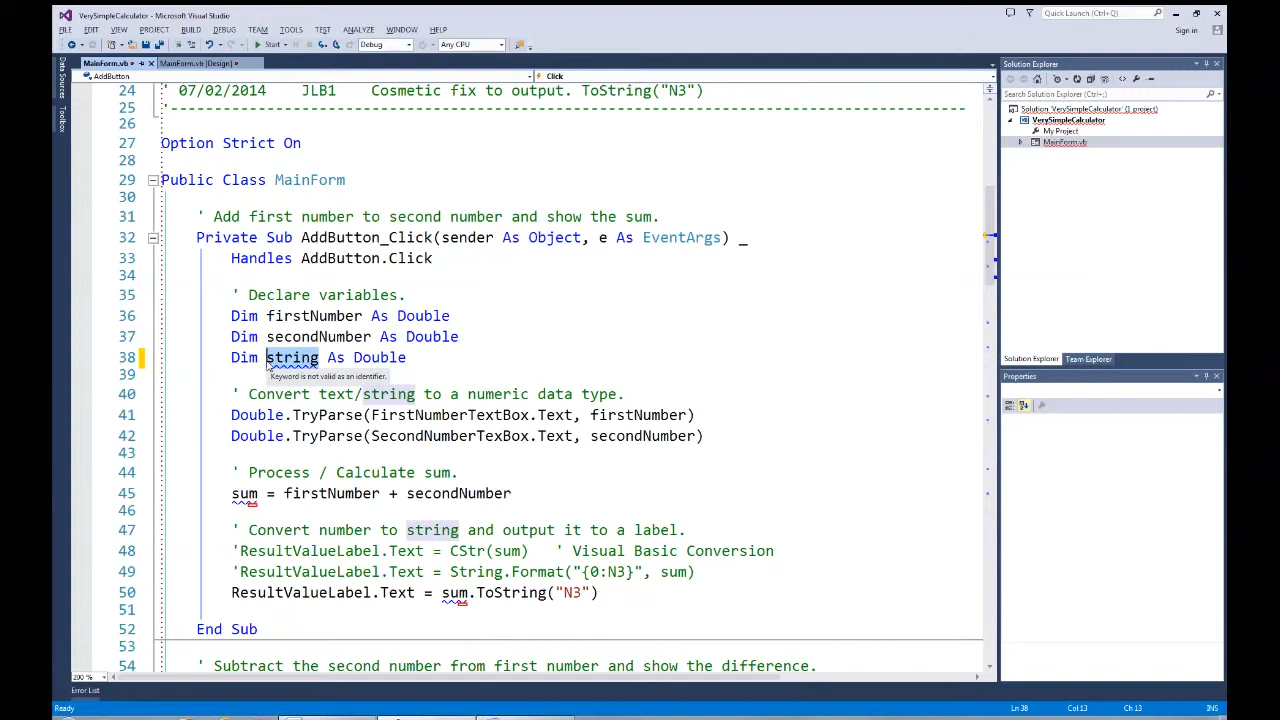 VerySimpleCalculator - Microsoft Visual Studio
Quick Launch (Ctrl+Q)
FILE EDIT VIEW PROJECT BUILD DEBUG TEAM TOOLS TEST ANALYZE WINDOW HELP
Sign in
Start Debug Any CPU
MainForm.vb MainForm.vb [Design]
AddButton Click
Data Sources
Toolbox
24 ' 07/02/2014 JLB1 Cosmetic fix to output. ToString("N3")
25 '--------------------------------------------------------------------------------------------
26
27 Option Strict On
28
29 Public Class MainForm
30
31 ' Add first number to second number and show the sum.
32 Private Sub AddButton_Click(sender As Object, e As EventArgs) _
33 Handles AddButton.Click
34
35 ' Declare variables.
36 Dim firstNumber As Double
37 Dim secondNumber As Double
38 Dim string As Double
Keyword is not valid as an identifier.
39
40 ' Convert text/string to a numeric data type.
41 Double.TryParse(FirstNumberTextBox.Text, firstNumber)
42 Double.TryParse(SecondNumberTexBox.Text, secondNumber)
43
44 ' Process / Calculate sum.
45 sum = firstNumber + secondNumber
46
47 ' Convert number to string and output it to a label.
48 'ResultValueLabel.Text = CStr(sum) ' Visual Basic Conversion
49 'ResultValueLabel.Text = String.Format("{0:N3}", sum)
50 ResultValueLabel.Text = sum.ToString("N3")
51
52 End Sub
53
54 ' Subtract the second number from first number and show the difference.
200 %
Error List
Solution Explorer
Search Solution Explorer (Ctrl+;)
Solution 'VerySimpleCalculator' (1 project)
VerySimpleCalculator
My Project
MainForm.vb
Solution Explorer Team Explorer
Properties
Ready
Ln 38 Col 13 Ch 13 INS